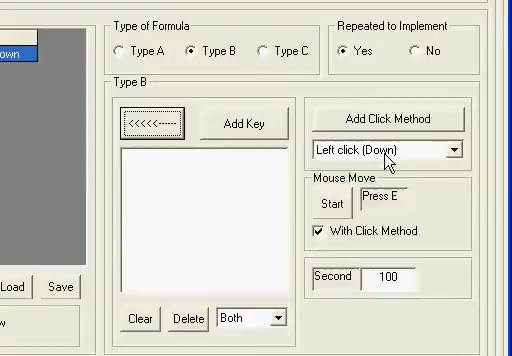 Type of Formula
Type A
Type B
Type C
Repeated to Implement
Yes
No
own
Type B
<<<<<------
Add Key
Add Click Method
Left click (Down)
Mouse Move
Start
Press E
With Click Method
Second
100
Load
Save
Clear
Delete
Both
w